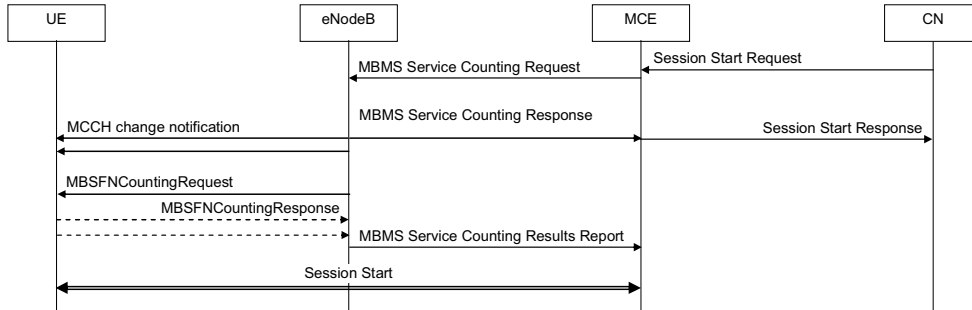 UE
eNodeB
MCE
CN
Session Start Request
MBMS Service Counting Request
MBMS Service Counting Response
MCCH change notification
Session Start Response
MBSFNCountingRequest
MBSFNCountingResponse
MBMS Service Counting Results Report
Session Start